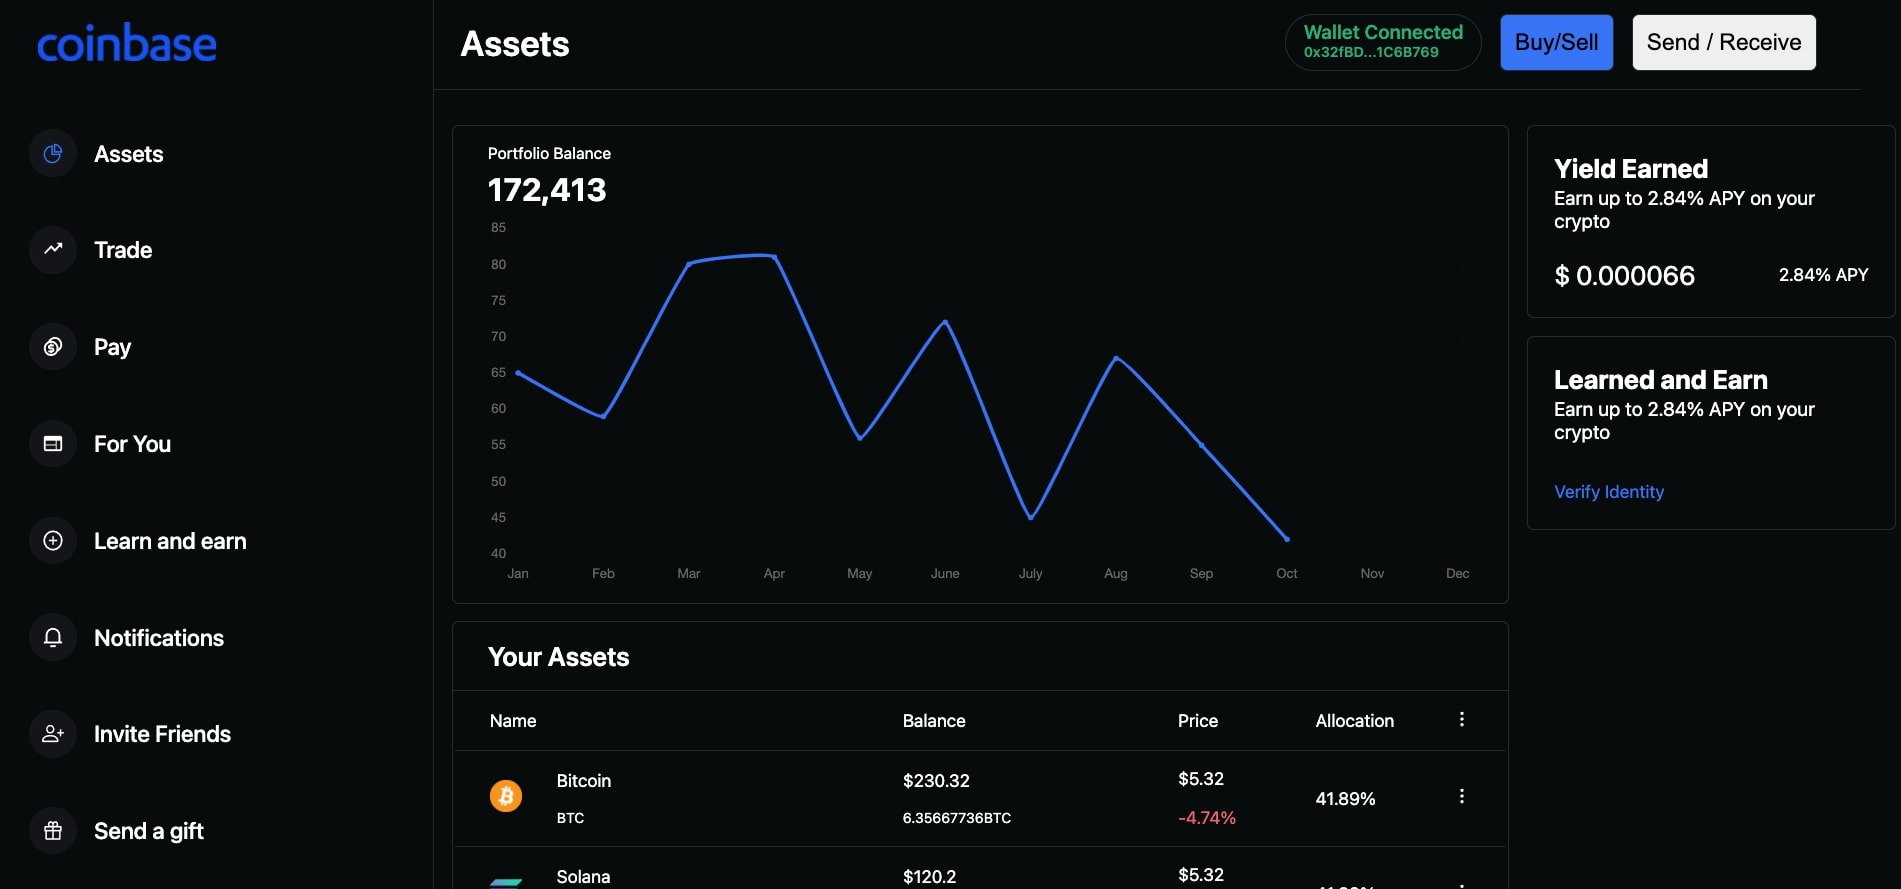 coinbase
Assets
Trade
Pay
For You
Learn and earn
Notifications
Invite Friends
Send a gift
Assets
Wallet Connected
0x32fBD...1C6B769
Buy/Sell
Send / Receive
Portfolio Balance
172,413
85
80
75
70
65
60
55
50
45
40
Jan Feb Mar Apr May June July Aug Sep Oct Nov Dec
Yield Earned
Earn up to 2.84% APY on your
crypto
$ 0.000066 2.84% APY
Learned and Earn
Earn up to 2.84% APY on your
crypto
Verify Identity
Your Assets
Name Balance Price Allocation
Bitcoin $230.32 $5.32
41.89%
BTC 6.35667736BTC -4.74%
Solana $120.2 $5.32